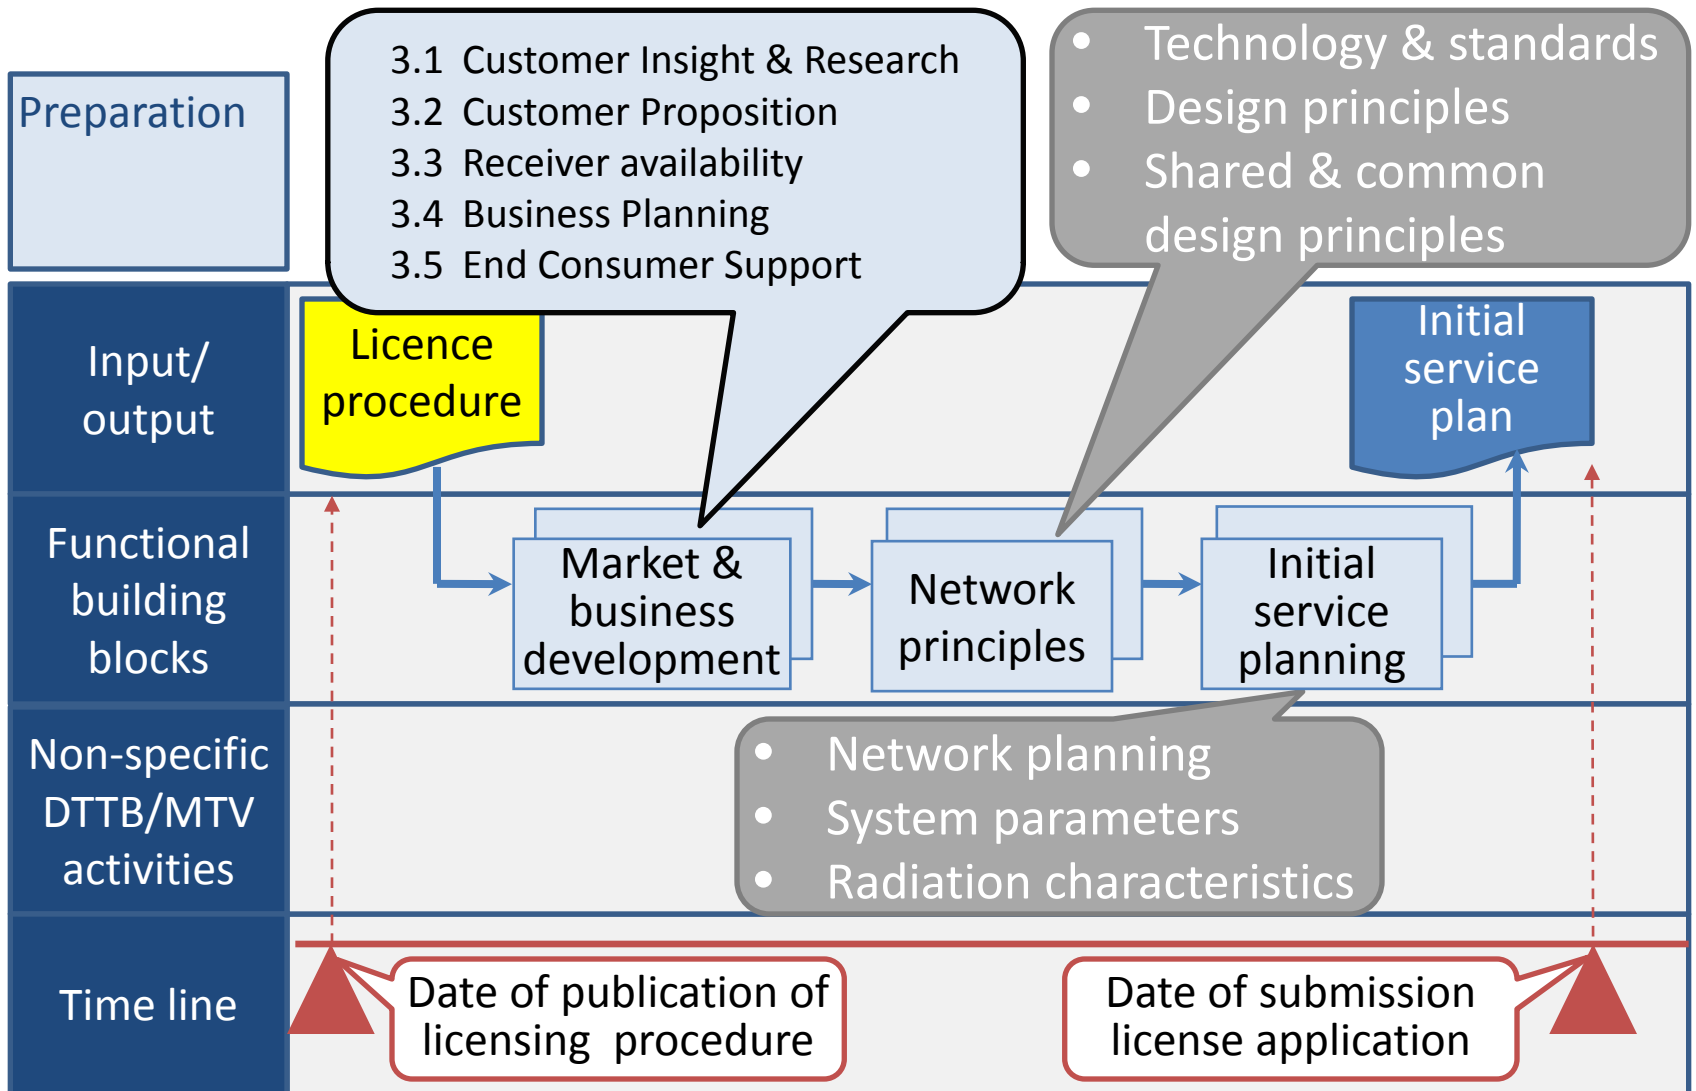 Preparation
3.1 Customer Insight & Research
3.2 Customer Proposition
3.3 Receiver availability
3.4 Business Planning
3.5 End Consumer Support
• Technology & standards
• Design principles
• Shared & common
design principles
Input/
output
Licence
procedure
Initial
service
plan
Functional
building
blocks
Market &
business
development
Network
principles
Initial
service
planning
Non-specific
DTTB/MTV
activities
• Network planning
• System parameters
• Radiation characteristics
Time line
Date of publication of
licensing procedure
Date of submission
license application